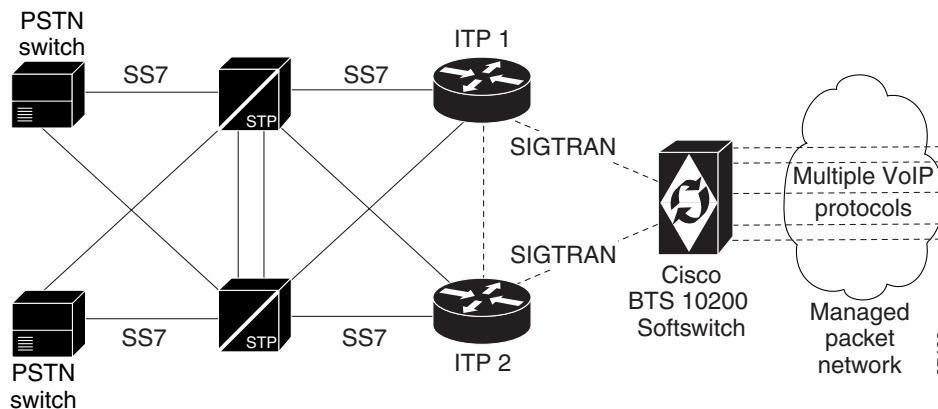 PSTN
switch
SS7
STP
SS7
ITP 1
SIGTRAN
Multiple VoIP
protocols
SIGTRAN
Cisco
BTS 10200
Softswitch
Managed
packet
network
PSTN
switch
SS7
STP
SS7
ITP 2